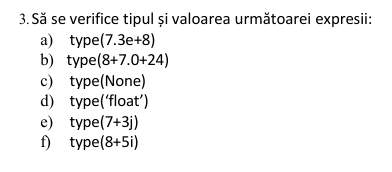 3. Să se verifice tipul și valoarea următoarei expresii:
a) type(7.3e+8)
b) type(8+7.0+24)
c) type(None)
d) type(‘float’)
e) type(7+3j)
f) type(8+5i)